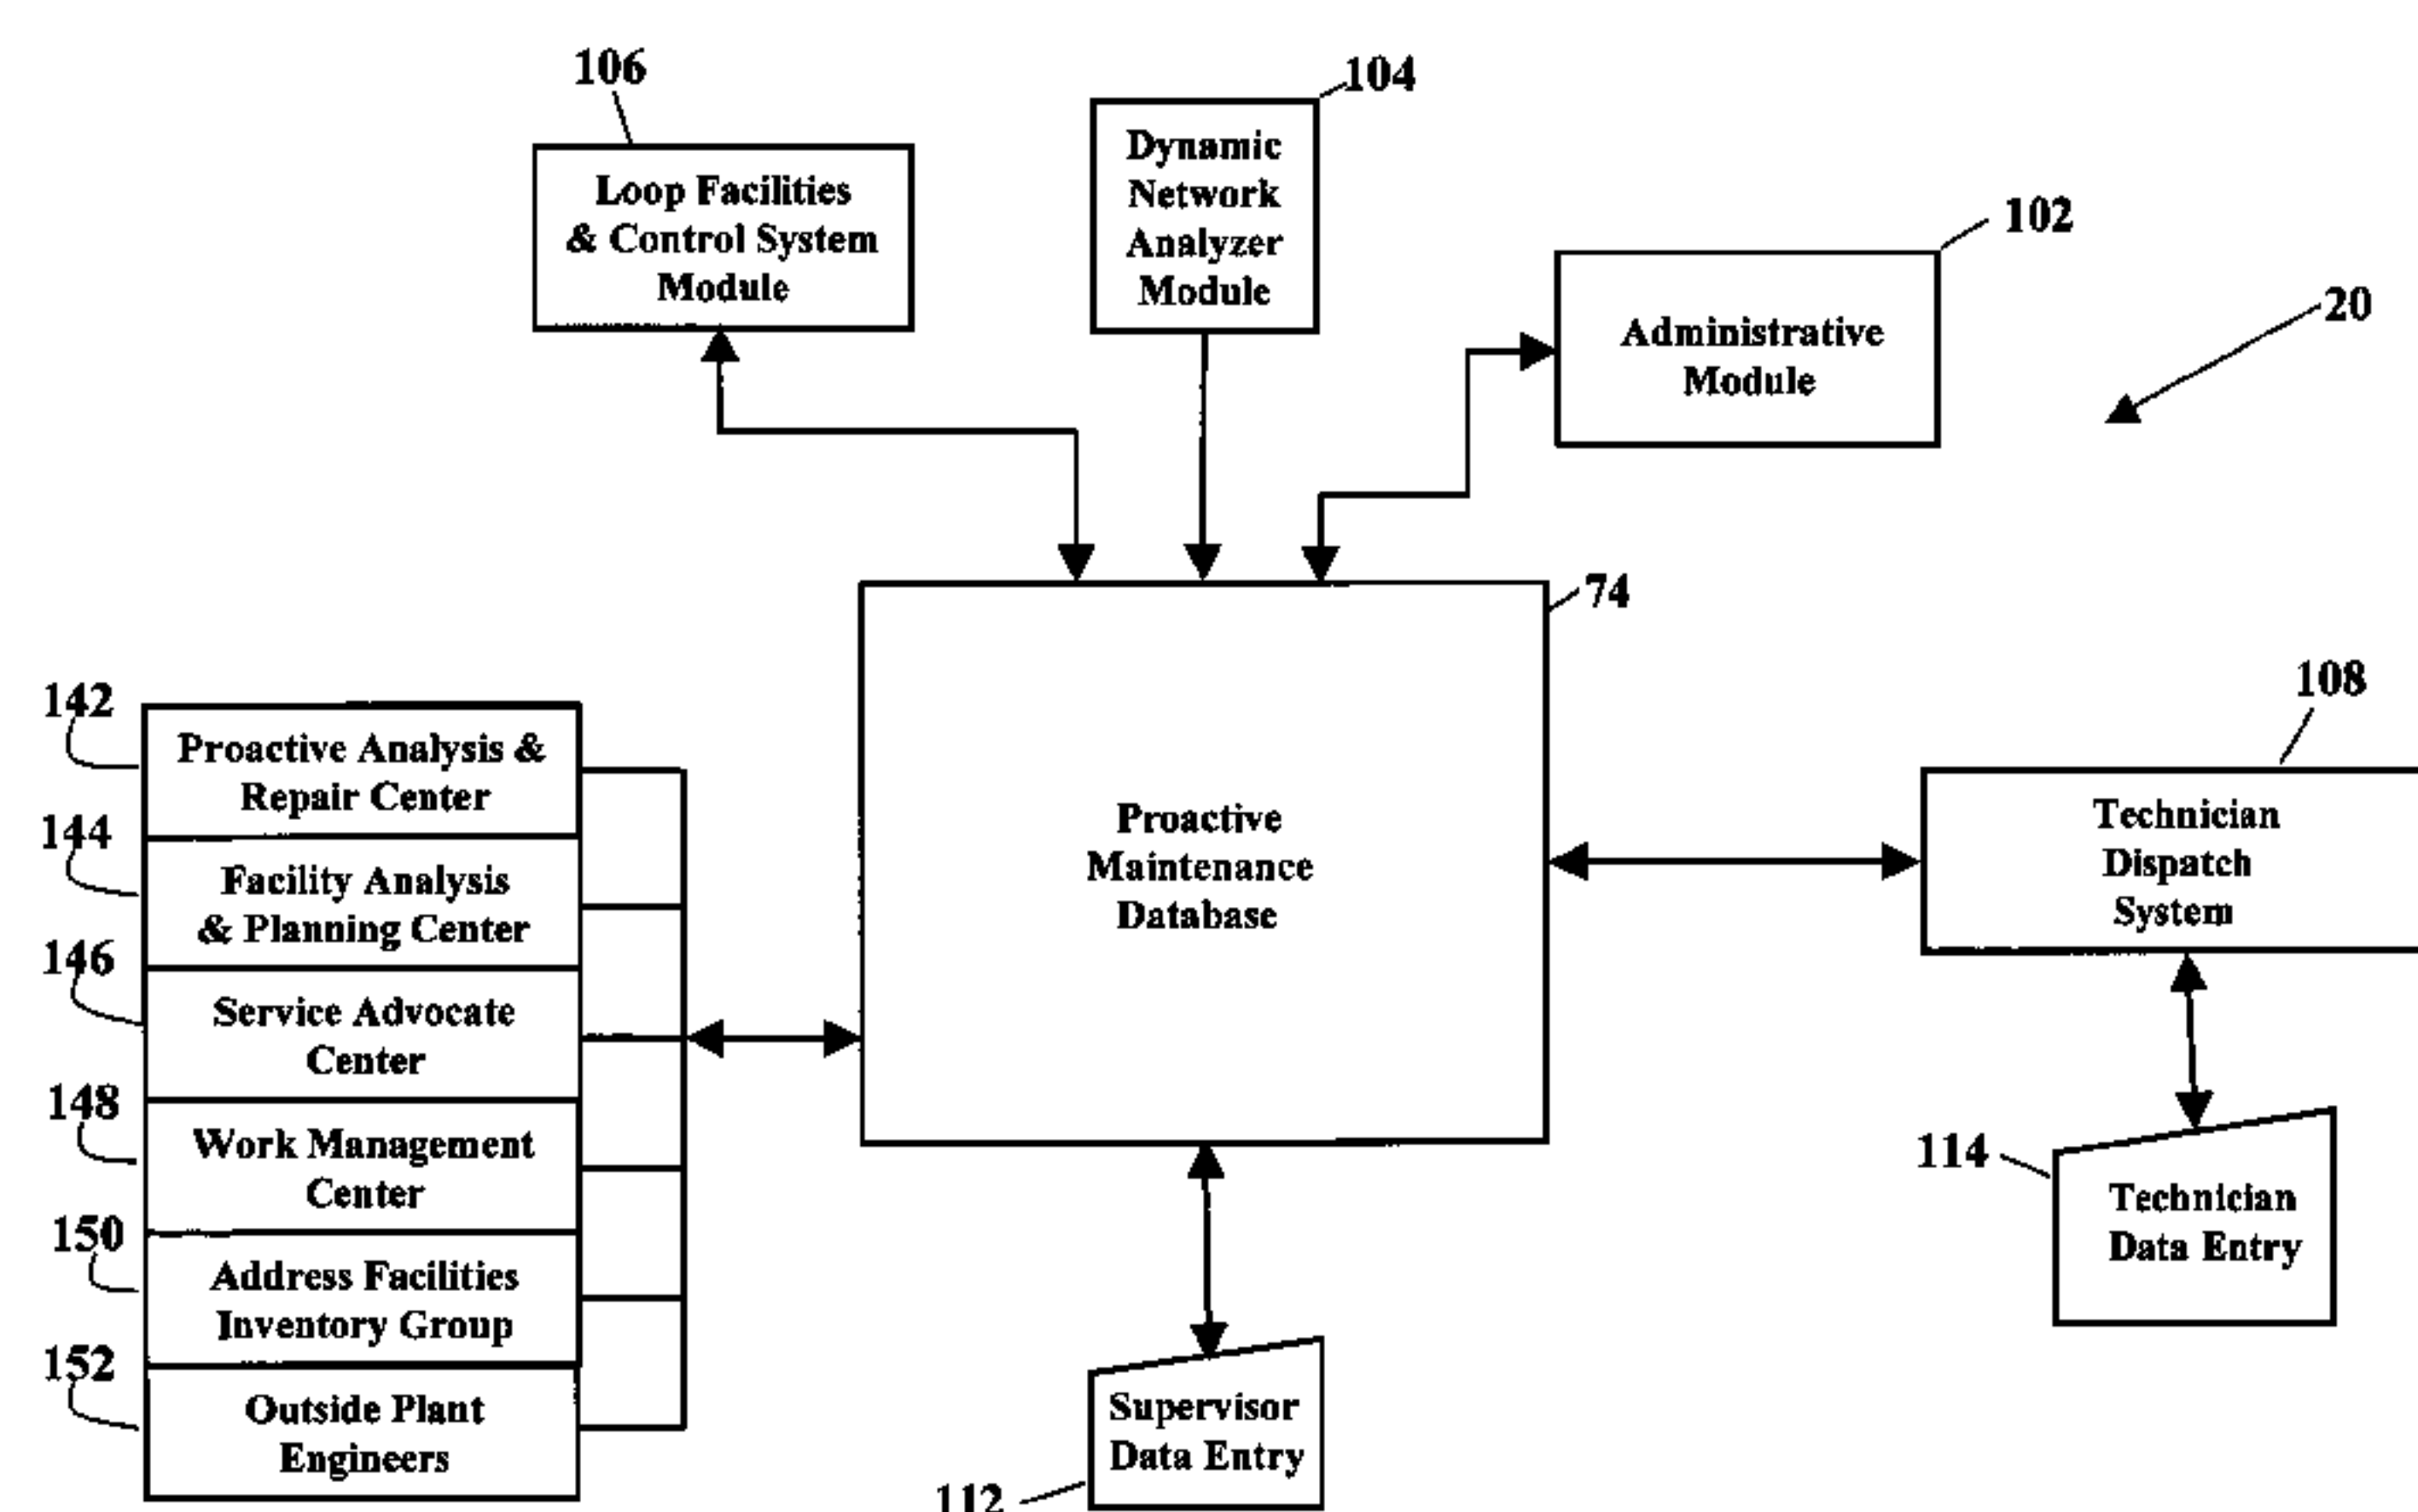 106
104
Loop Facilities
& Control System
Module
Dynamic
Network
Analyzer
Module
102
Administrative
Module
20
74
Proactive
Maintenance
Database
108
Technician
Dispatch
System
142
Proactive Analysis &
Repair Center
144
Facility Analysis
& Planning Center
146
Service Advocate
Center
148
Work Management
Center
150
Address Facilities
Inventory Group
152
Outside Plant
Engineers
114
Technician
Data Entry
Supervisor
Data Entry
112